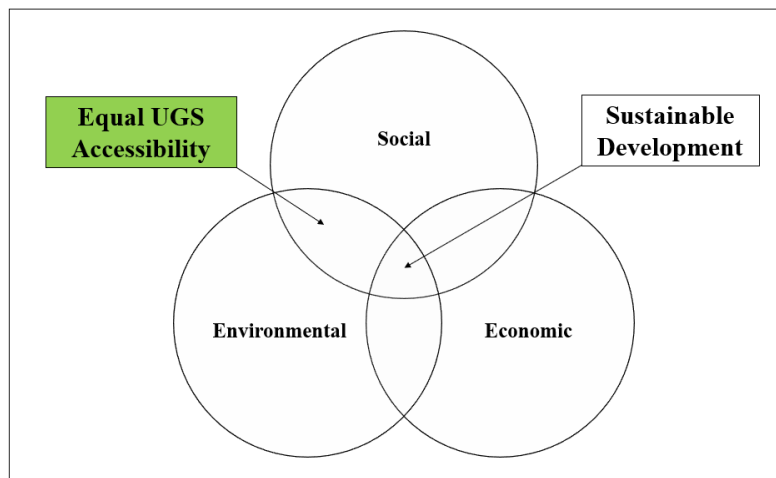 Equal UGS
Accessibility
Social
Sustainable
Development
Environmental
Economic